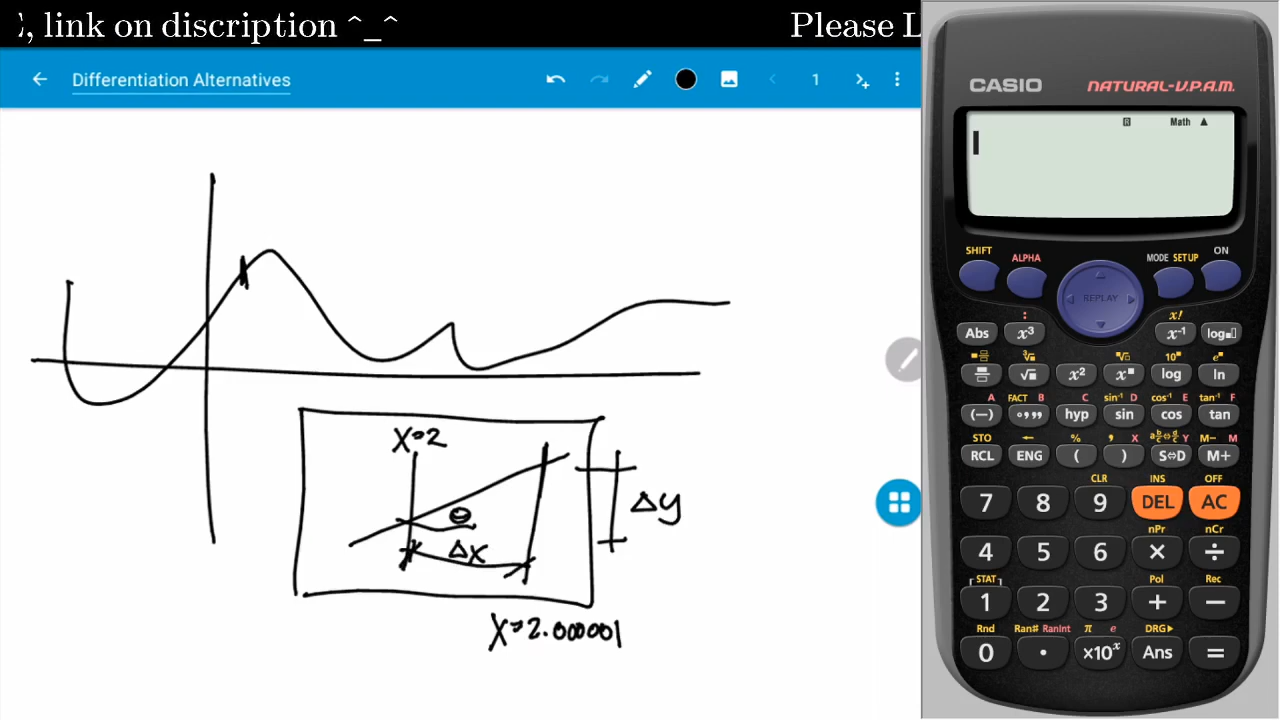 , link on discription ^_^ Please L
Differentiation Alternatives
1
X=2
θ
Δx
Δy
X=2.000001
CASIO NATURAL-V.P.A.M.
R Math ▲
SHIFT ALPHA MODE SETUP ON
REPLAY
: x!
Abs x³ x⁻¹ log□
³√ ˣ√ 10■ e■
√■ x² x■ log ln
A FACT B C sin⁻¹ D cos⁻¹ E tan⁻¹ F
(—) °,,, hyp sin cos tan
STO ← % , X a b/c⇔d/c Y M− M
RCL ENG ( ) S⇔D M+
CLR INS OFF
7 8 9 DEL AC
nPr nCr
4 5 6 × ÷
STAT Pol Rec
1 2 3 + −
Rnd Ran# RanInt π e DRG▶
0 · ×10ˣ Ans =